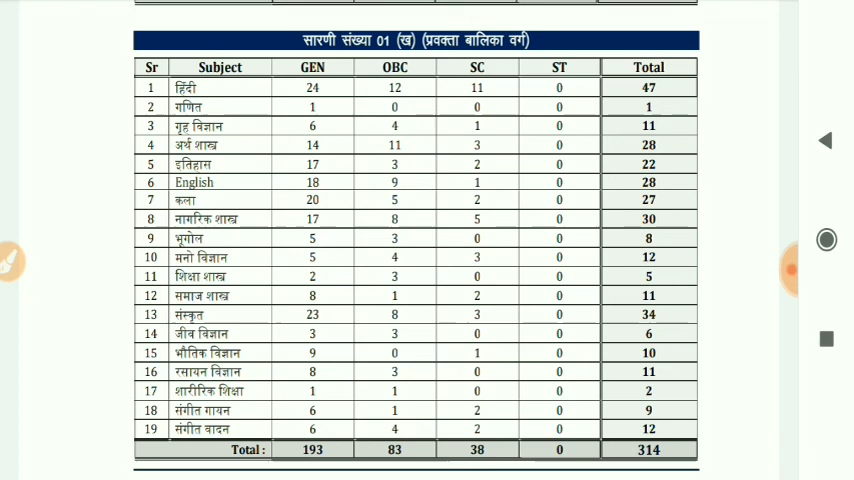 सारणी संख्या 01 (ख) (प्रवक्ता बालिका वर्ग)
Sr Subject GEN OBC SC ST Total
1 हिंदी 24 12 11 0 47
2 गणित 1 0 0 0 1
3 गृह विज्ञान 6 4 1 0 11
4 अर्थ शास्त्र 14 11 3 0 28
5 इतिहास 17 3 2 0 22
6 English 18 9 1 0 28
7 कला 20 5 2 0 27
8 नागरिक शास्त्र 17 8 5 0 30
9 भूगोल 5 3 0 0 8
10 मनो विज्ञान 5 4 3 0 12
11 शिक्षा शास्त्र 2 3 0 0 5
12 समाज शास्त्र 8 1 2 0 11
13 संस्कृत 23 8 3 0 34
14 जीव विज्ञान 3 3 0 0 6
15 भौतिक विज्ञान 9 0 1 0 10
16 रसायन विज्ञान 8 3 0 0 11
17 शारीरिक शिक्षा 1 1 0 0 2
18 संगीत गायन 6 1 2 0 9
19 संगीत वादन 6 4 2 0 12
Total : 193 83 38 0 314